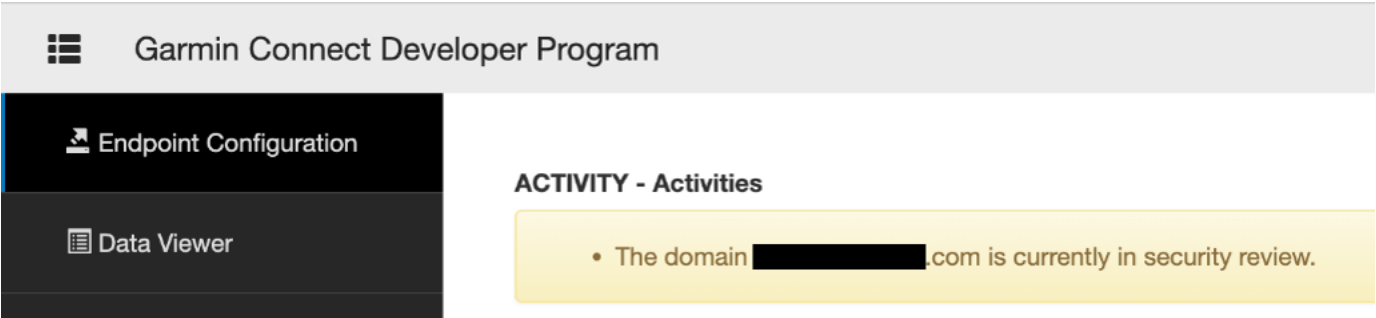 Garmin Connect Developer Program
Endpoint Configuration
Data Viewer
ACTIVITY - Activities
• The domain .com is currently in security review.